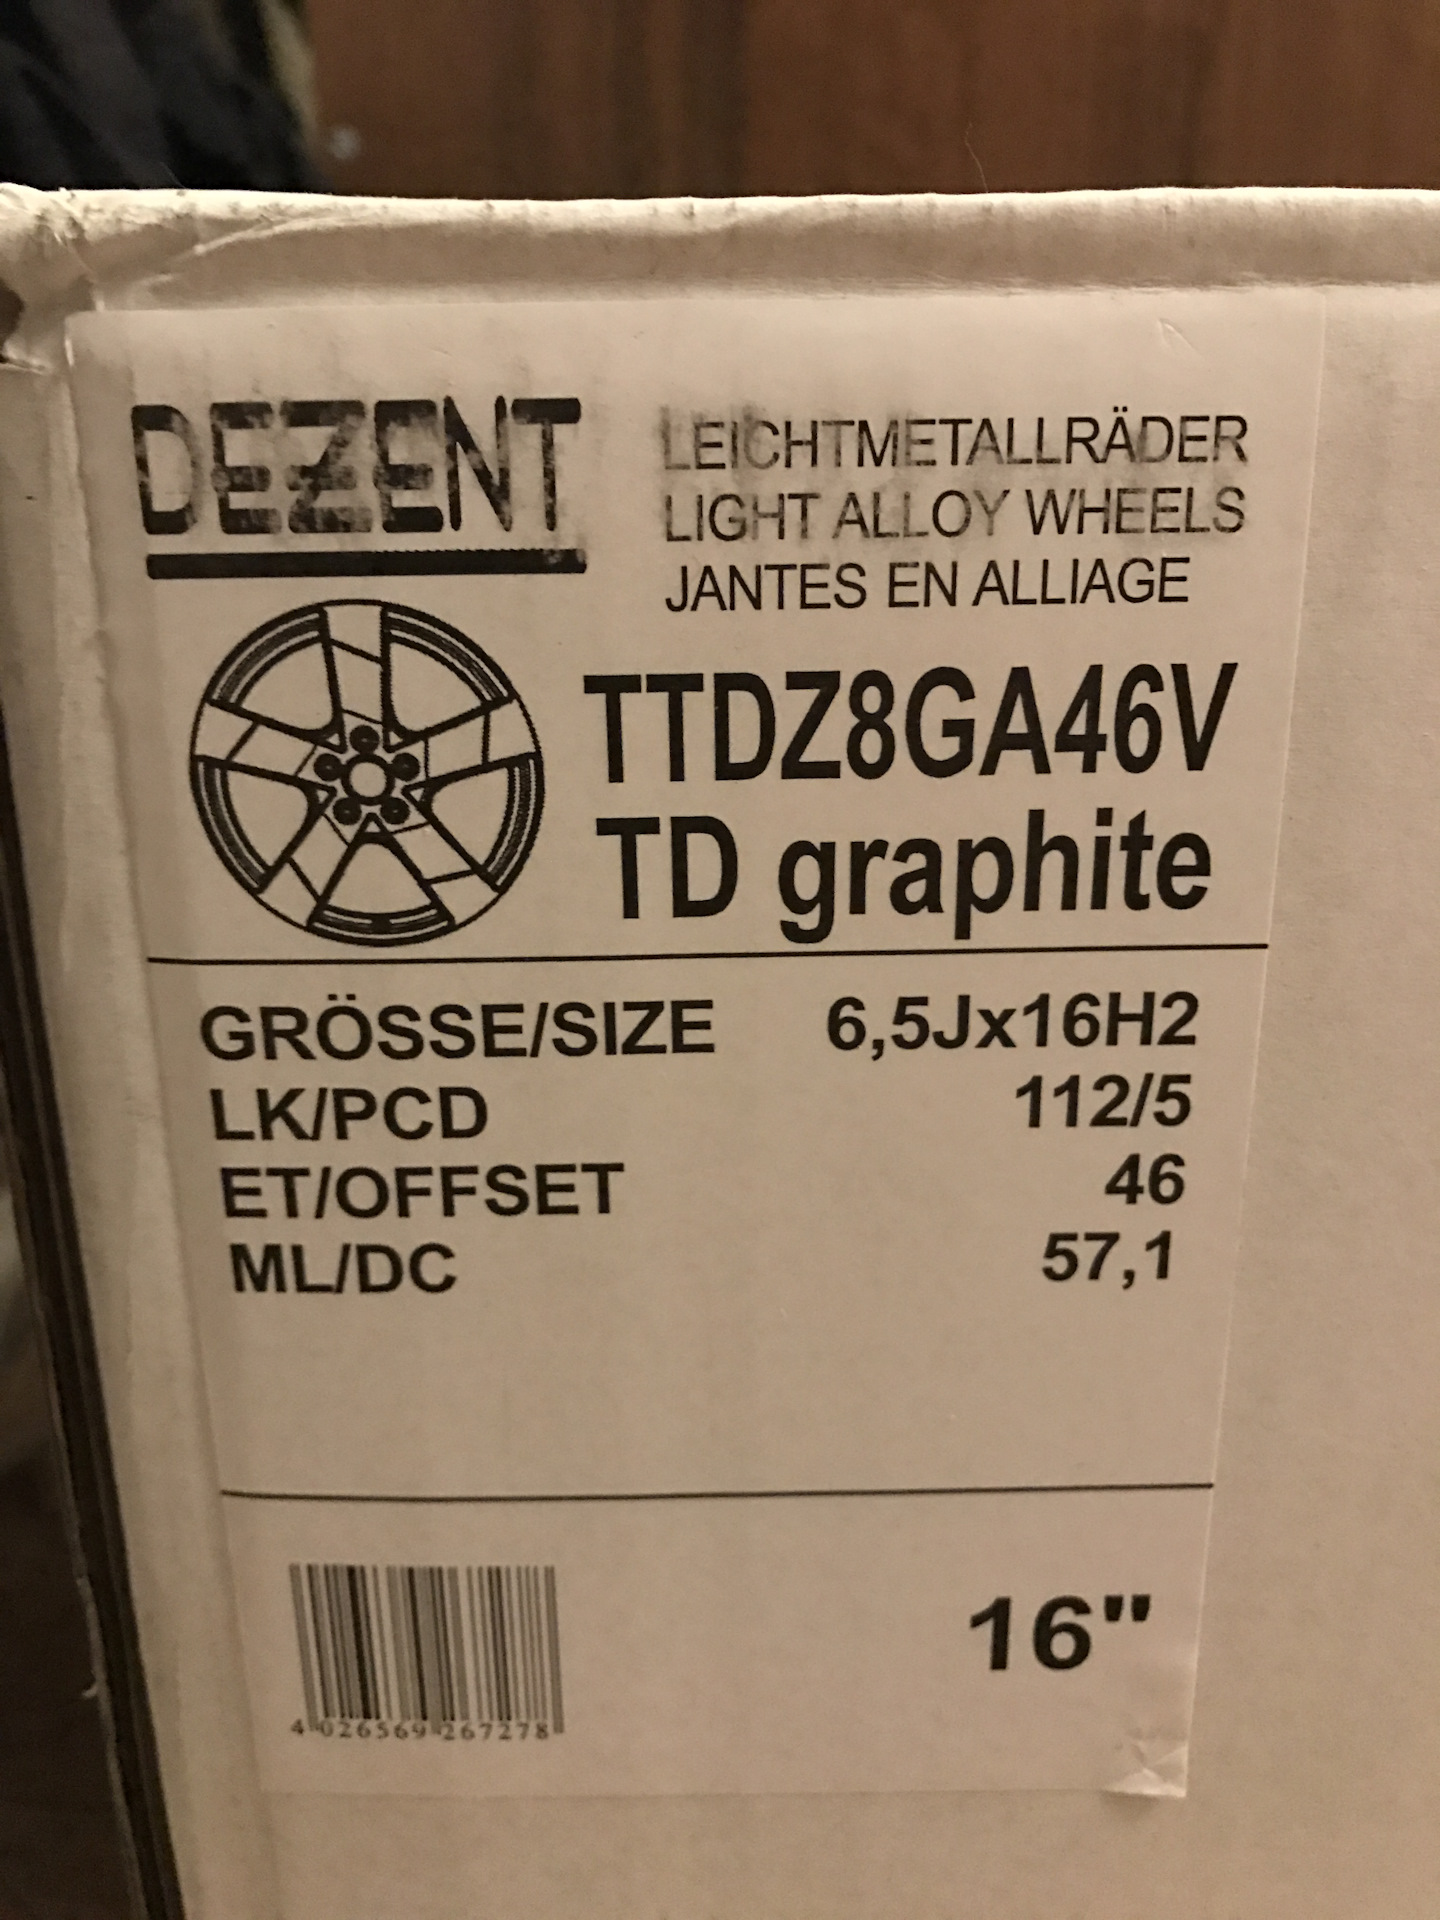 DEZENT
LEICHTMETALLRÄDER
LIGHT ALLOY WHEELS
JANTES EN ALLIAGE
TTDZ8GA46V
TD graphite
GRÖSSE/SIZE 6,5Jx16H2
LK/PCD 112/5
ET/OFFSET 46
ML/DC 57,1
16"
4 026569 267278